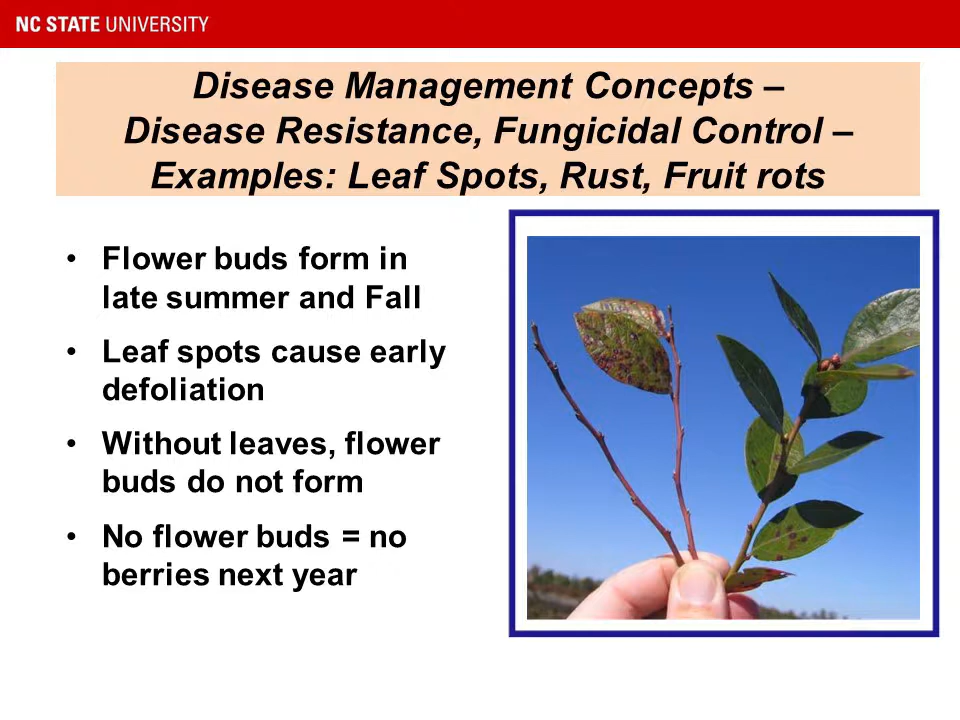 NC STATE UNIVERSITY
Disease Management Concepts –
Disease Resistance, Fungicidal Control –
Examples: Leaf Spots, Rust, Fruit rots
• Flower buds form in
late summer and Fall
• Leaf spots cause early
defoliation
• Without leaves, flower
buds do not form
• No flower buds = no
berries next year